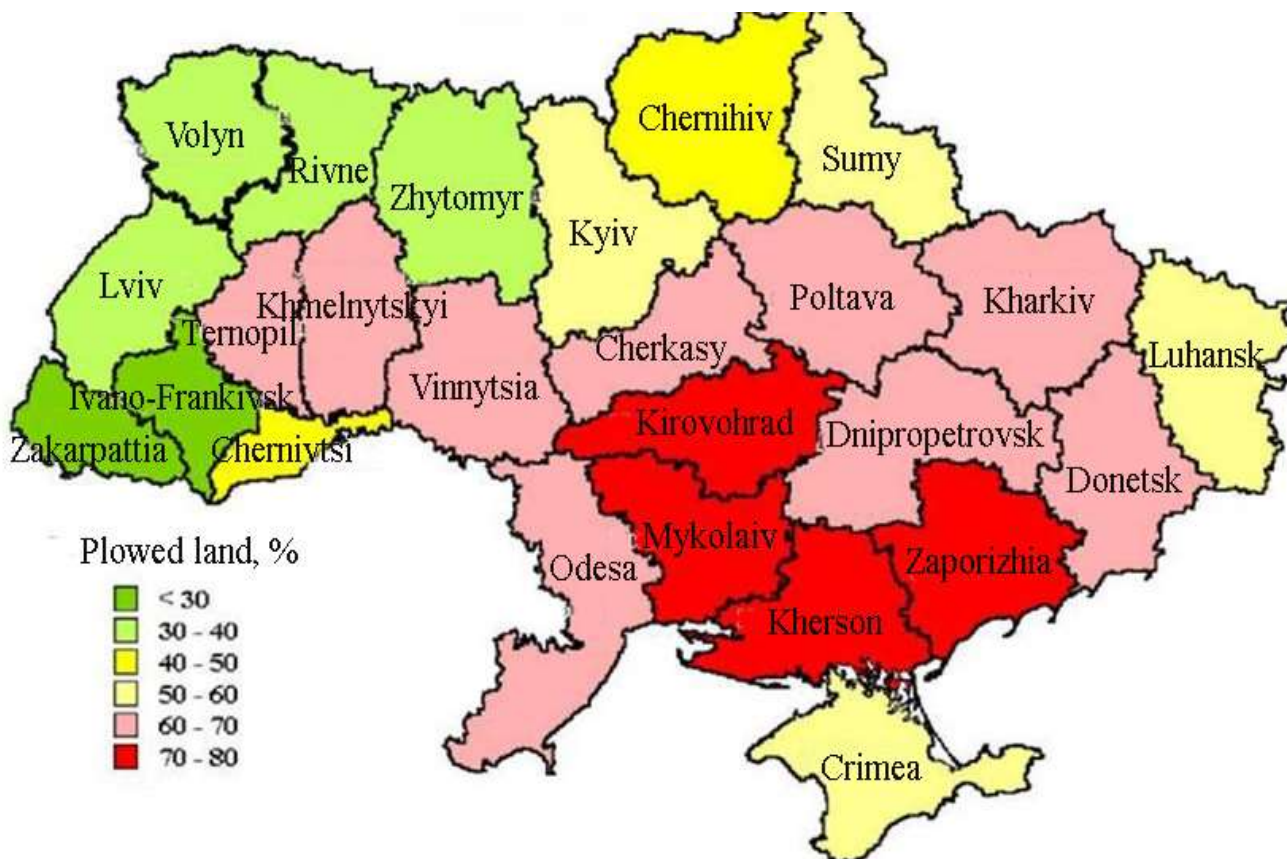 Chernihiv
Volyn
Rivne
Sumy
Zhytomyr
Kyiv
Lviv
Khmelnytskyi
Ternopil
Poltava
Kharkiv
Cherkasy
Luhansk
Vinnytsia
Ivano-Frankivsk
Kirovohrad
Dnipropetrovsk
Zakarpattia
Chernivtsi
Donetsk
Mykolaiv
Odesa
Zaporizhia
Kherson
Crimea
Plowed land, %
< 30
30 - 40
40 - 50
50 - 60
60 - 70
70 - 80